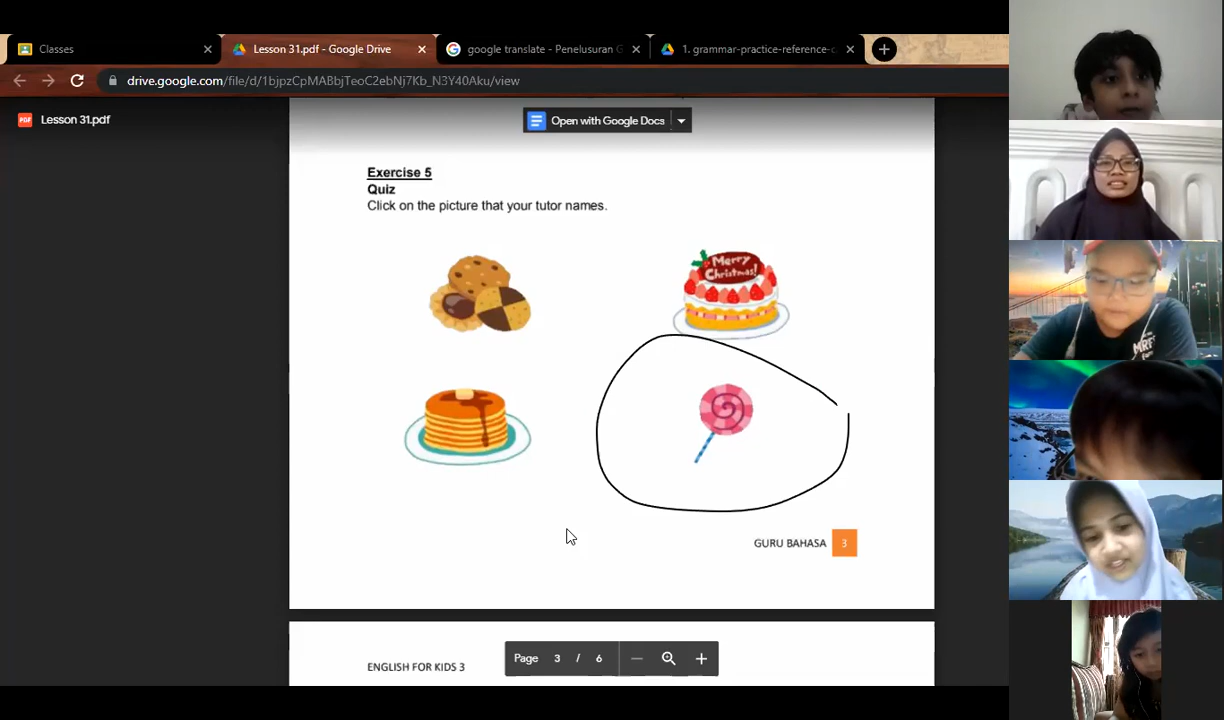 Classes
Lesson 31.pdf - Google Drive
google translate - Penelusuran G
1. grammar-practice-reference-c
drive.google.com/file/d/1bjpzCpMABbjTeoC2ebNj7Kb_N3Y40Aku/view
PDF
Lesson 31.pdf
Open with Google Docs
Exercise 5
Quiz
Click on the picture that your tutor names.
Merry
Christmas!
GURU BAHASA 3
ENGLISH FOR KIDS 3
Page 3 / 6